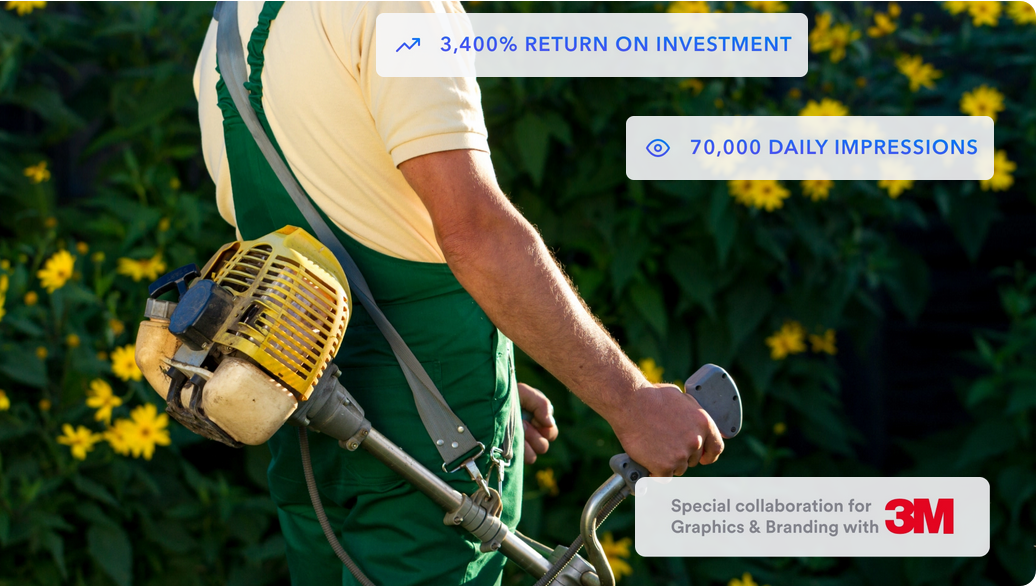 3,400% RETURN ON INVESTMENT
70,000 DAILY IMPRESSIONS
Special collaboration for
Graphics & Branding with 3M